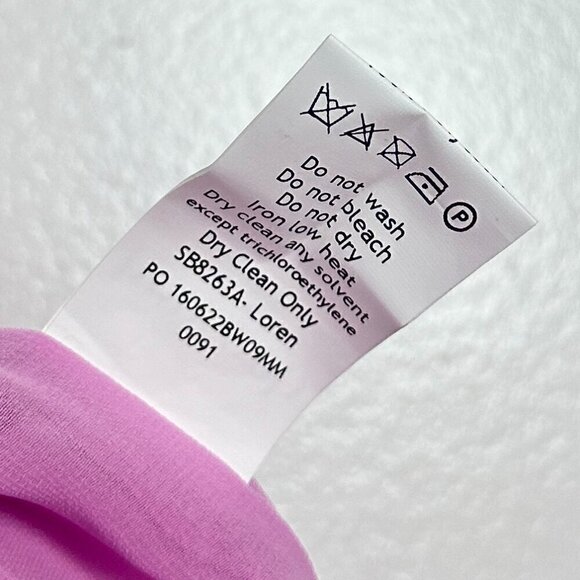 P
Do not wash
Do not bleach
Do not dry
Iron low heat
Dry clean any solvent
except trichloroethylene
Dry Clean Only
SB8263A- Loren
PO 160622BW09MM
0091